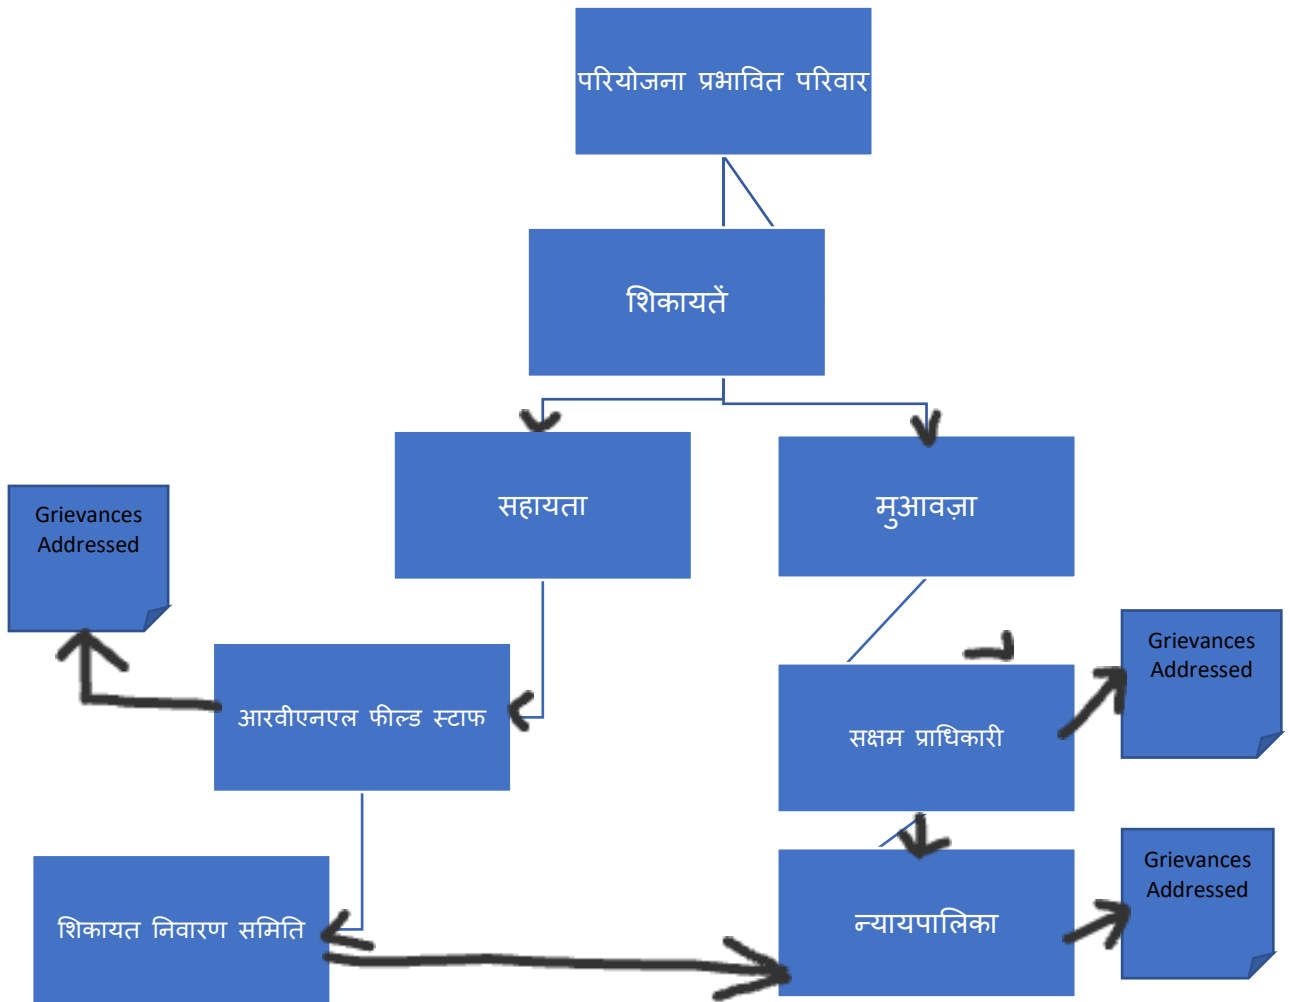 परियोजना प्रभावित परिवार
शिकायतें
सहायता
मुआवज़ा
Grievances
Addressed
Grievances
Addressed
आरवीएनएल फील्ड स्टाफ
सक्षम प्राधिकारी
Grievances
Addressed
शिकायत निवारण समिति
न्यायपालिका